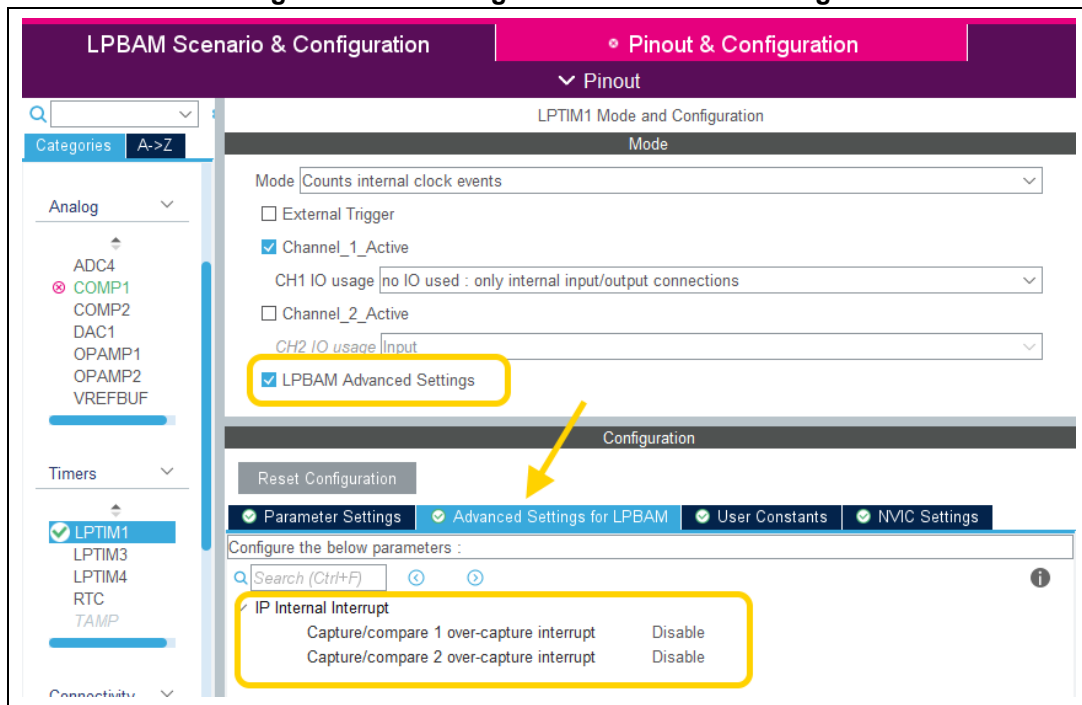 LPBAM Scenario & Configuration
Pinout & Configuration
Pinout
LPTIM1 Mode and Configuration
Categories A->Z
Mode
Mode Counts internal clock events
External Trigger
Channel_1_Active
CH1 IO usage no IO used : only internal input/output connections
Channel_2_Active
CH2 IO usage Input
LPBAM Advanced Settings
Analog
ADC4
COMP1
COMP2
DAC1
OPAMP1
OPAMP2
VREFBUF
Timers
LPTIM1
LPTIM3
LPTIM4
RTC
TAMP
Connectivity
Configuration
Reset Configuration
Parameter Settings Advanced Settings for LPBAM User Constants NVIC Settings
Configure the below parameters :
Search (Ctrl+F)
IP Internal Interrupt
Capture/compare 1 over-capture interrupt Disable
Capture/compare 2 over-capture interrupt Disable